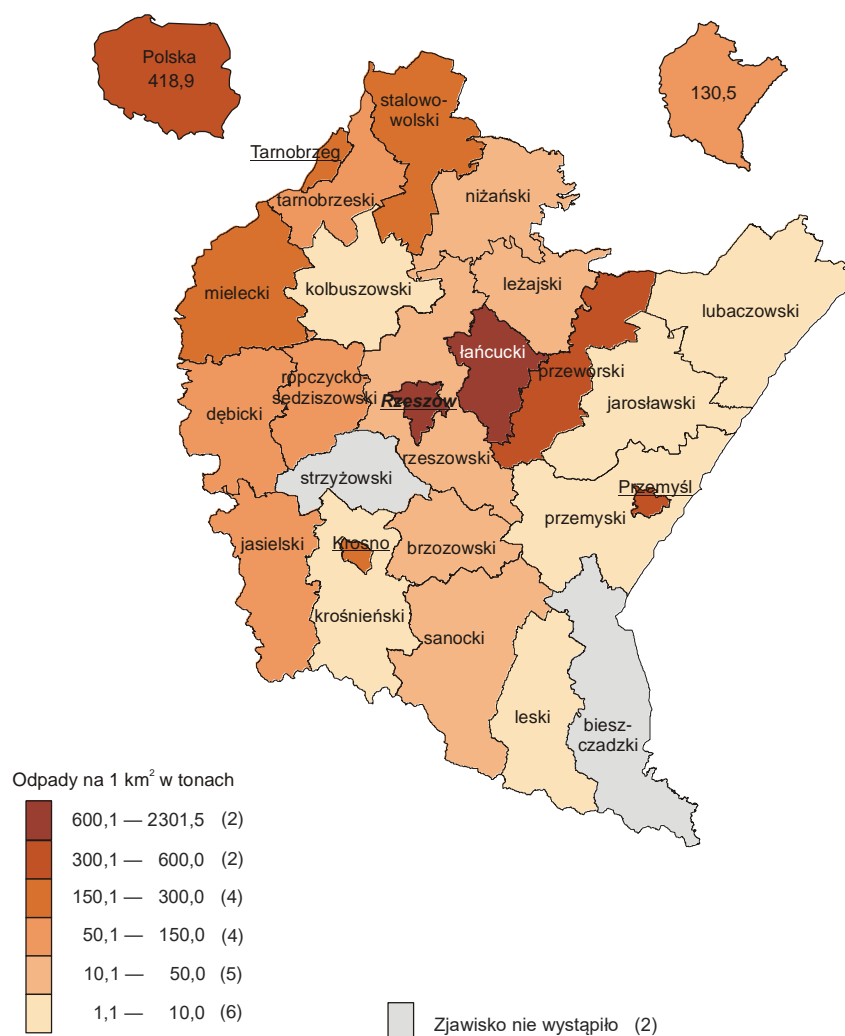 Polska
418,9
130,5
stalowo-
wolski
Tarnobrzeg
tarnobrzeski
niżański
mielecki
kolbuszowski
leżajski
lubaczowski
łańcucki
przeworski
jarosławski
ropczycko-
sędziszowski
dębicki
Rzeszów
rzeszowski
strzyżowski
Przemyśl
przemyski
jasielski
Krosno
brzozowski
krośnieński
sanocki
leski
biesz-
czadzki
Odpady na 1 km² w tonach
600,1 — 2301,5 (2)
300,1 — 600,0 (2)
150,1 — 300,0 (4)
50,1 — 150,0 (4)
10,1 — 50,0 (5)
1,1 — 10,0 (6)
Zjawisko nie wystąpiło (2)